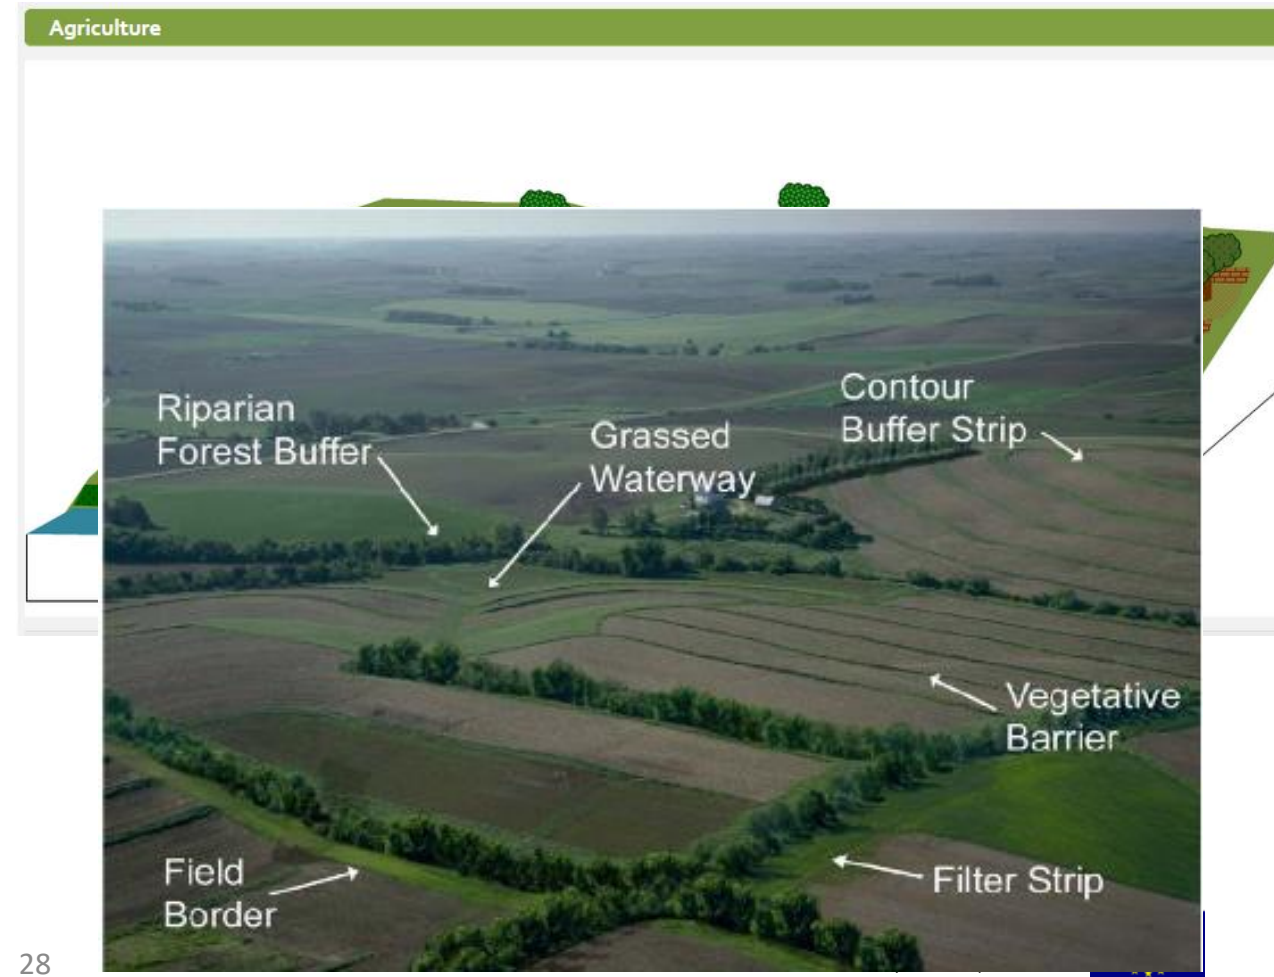 Agriculture
Riparian
Forest Buffer
Grassed
Waterway
Contour
Buffer Strip
Vegetative
Barrier
Field
Border
Filter Strip
28